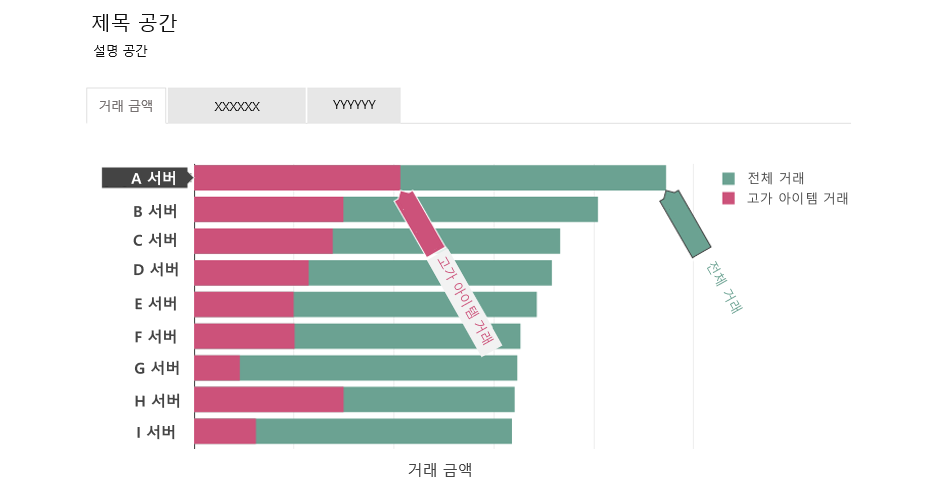 제목 공간
설명 공간
거래 금액 XXXXXX YYYYYY
A 서버
B 서버
C 서버
D 서버
E 서버
F 서버
G 서버
H 서버
I 서버
전체 거래
고가 아이템 거래
고가 아이템 거래
전체 거래
거래 금액